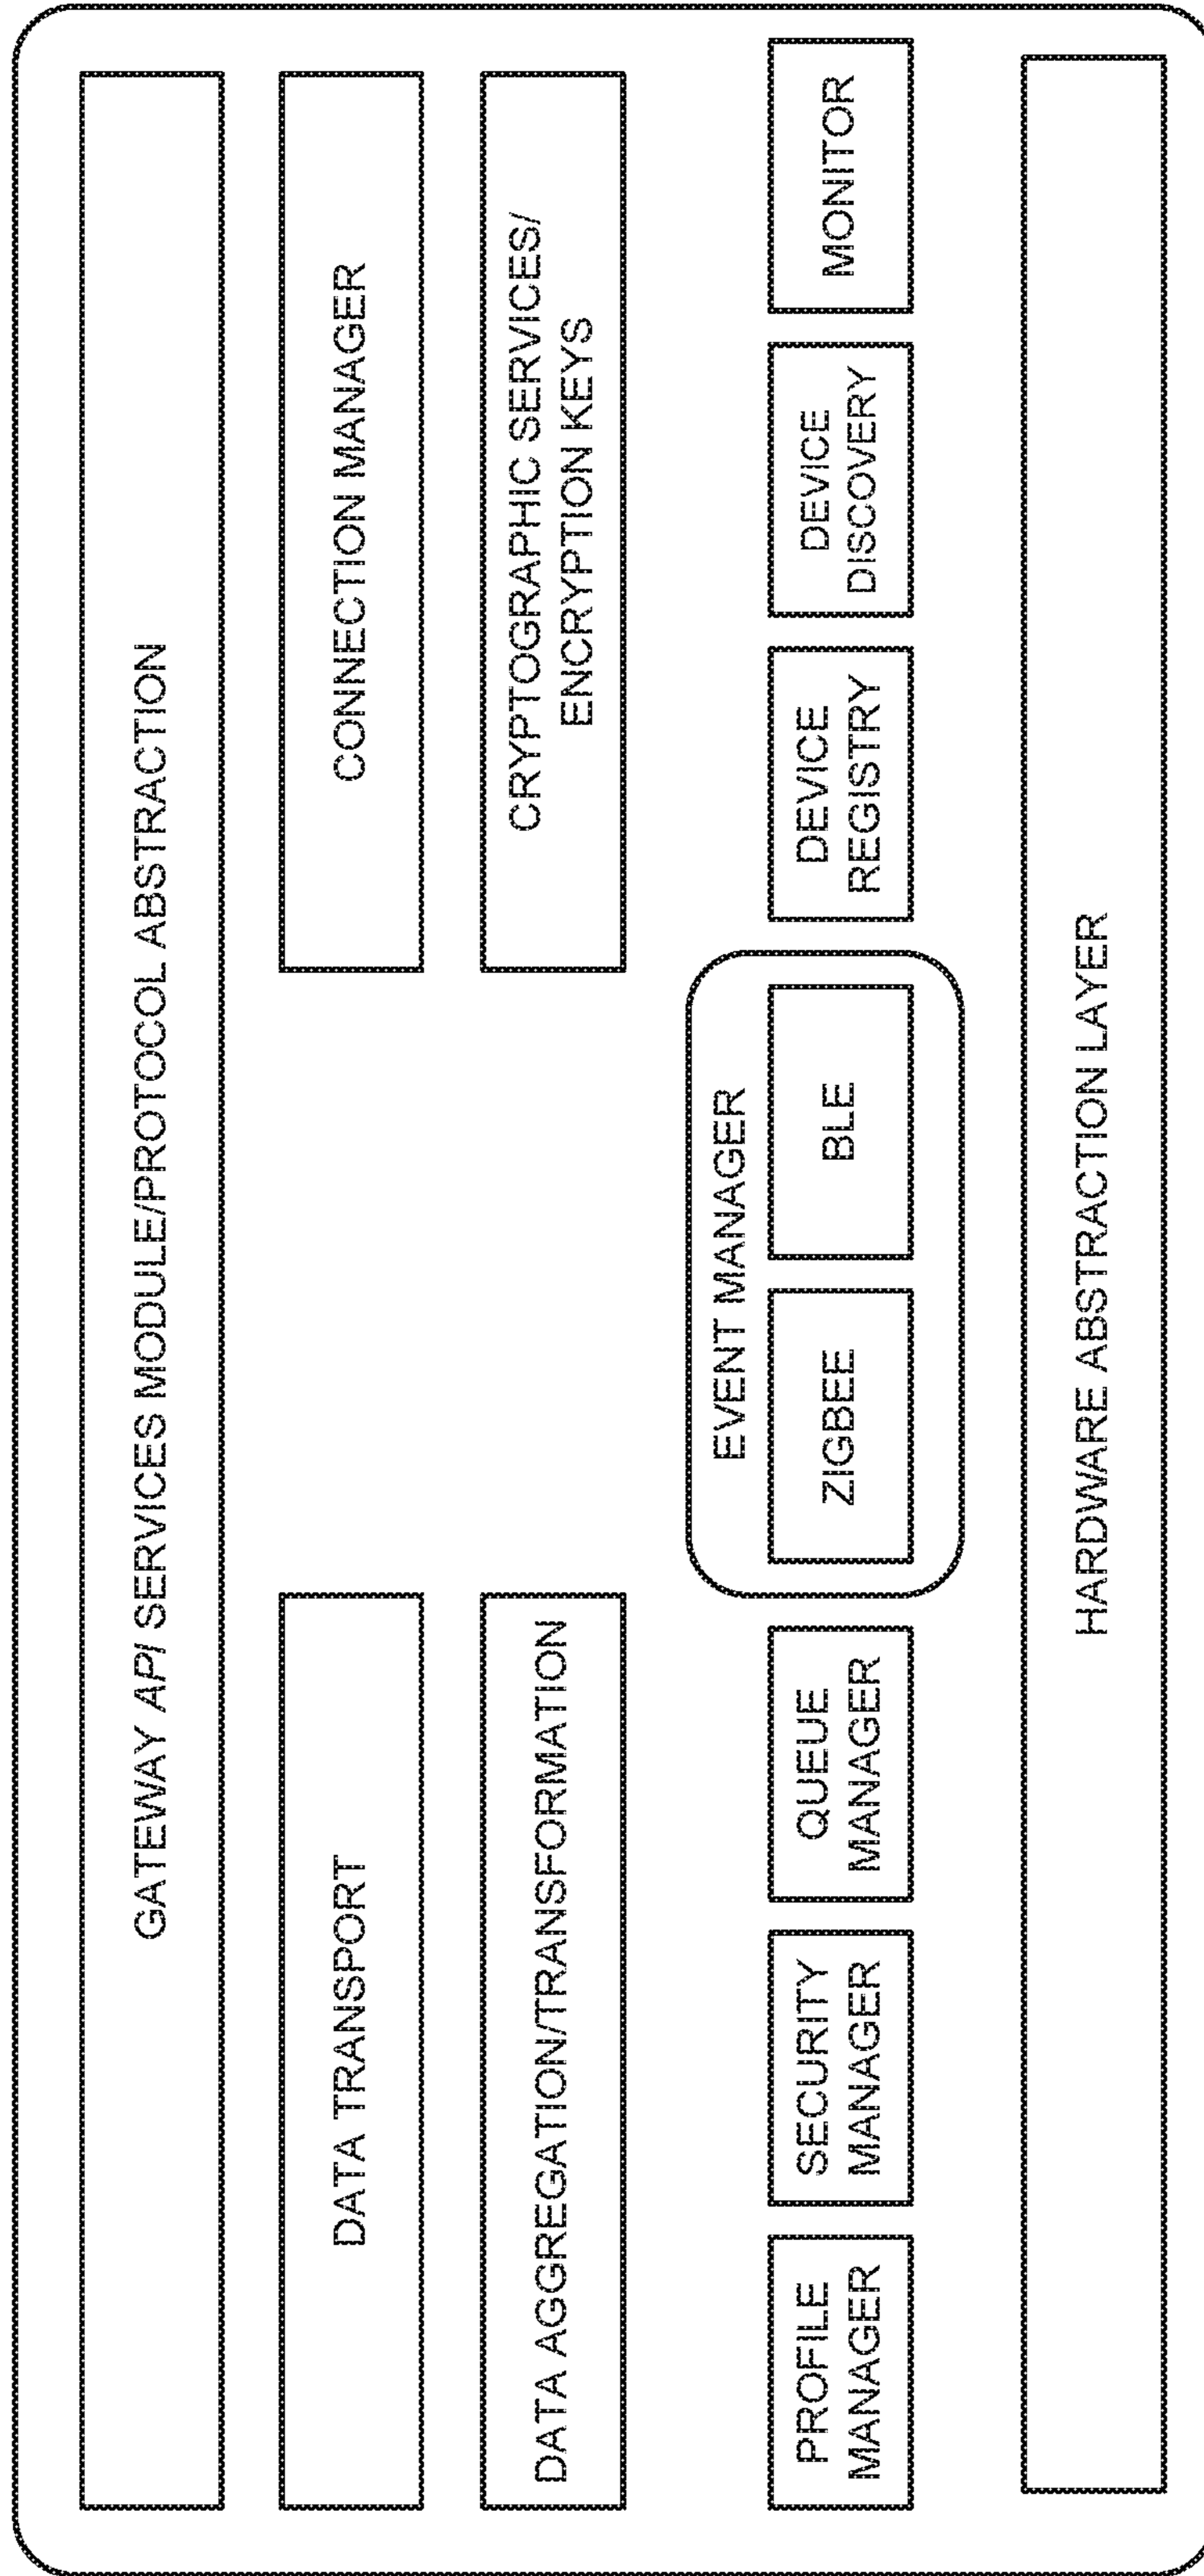 GATEWAY API SERVICES MODULE/PROTOCOL ABSTRACTION
DATA TRANSPORT
CONNECTION MANAGER
DATA AGGREGATION/TRANSFORMATION
CRYPTOGRAPHIC SERVICES/
ENCRYPTION KEYS
PROFILE
MANAGER
SECURITY
MANAGER
QUEUE
MANAGER
EVENT MANAGER
ZIGBEE
BLE
DEVICE
REGISTRY
DEVICE
DISCOVERY
MONITOR
HARDWARE ABSTRACTION LAYER